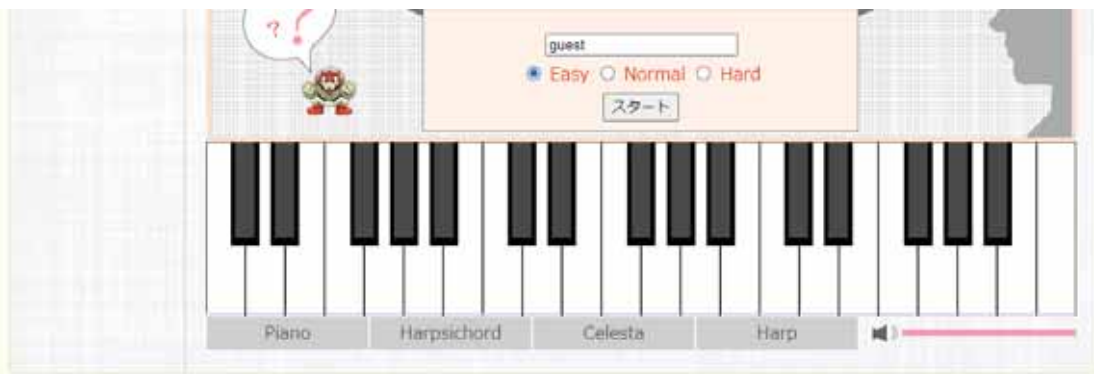 ? ?
guest
Easy Normal Hard
スタート
Piano Harpsichord Celesta Harp